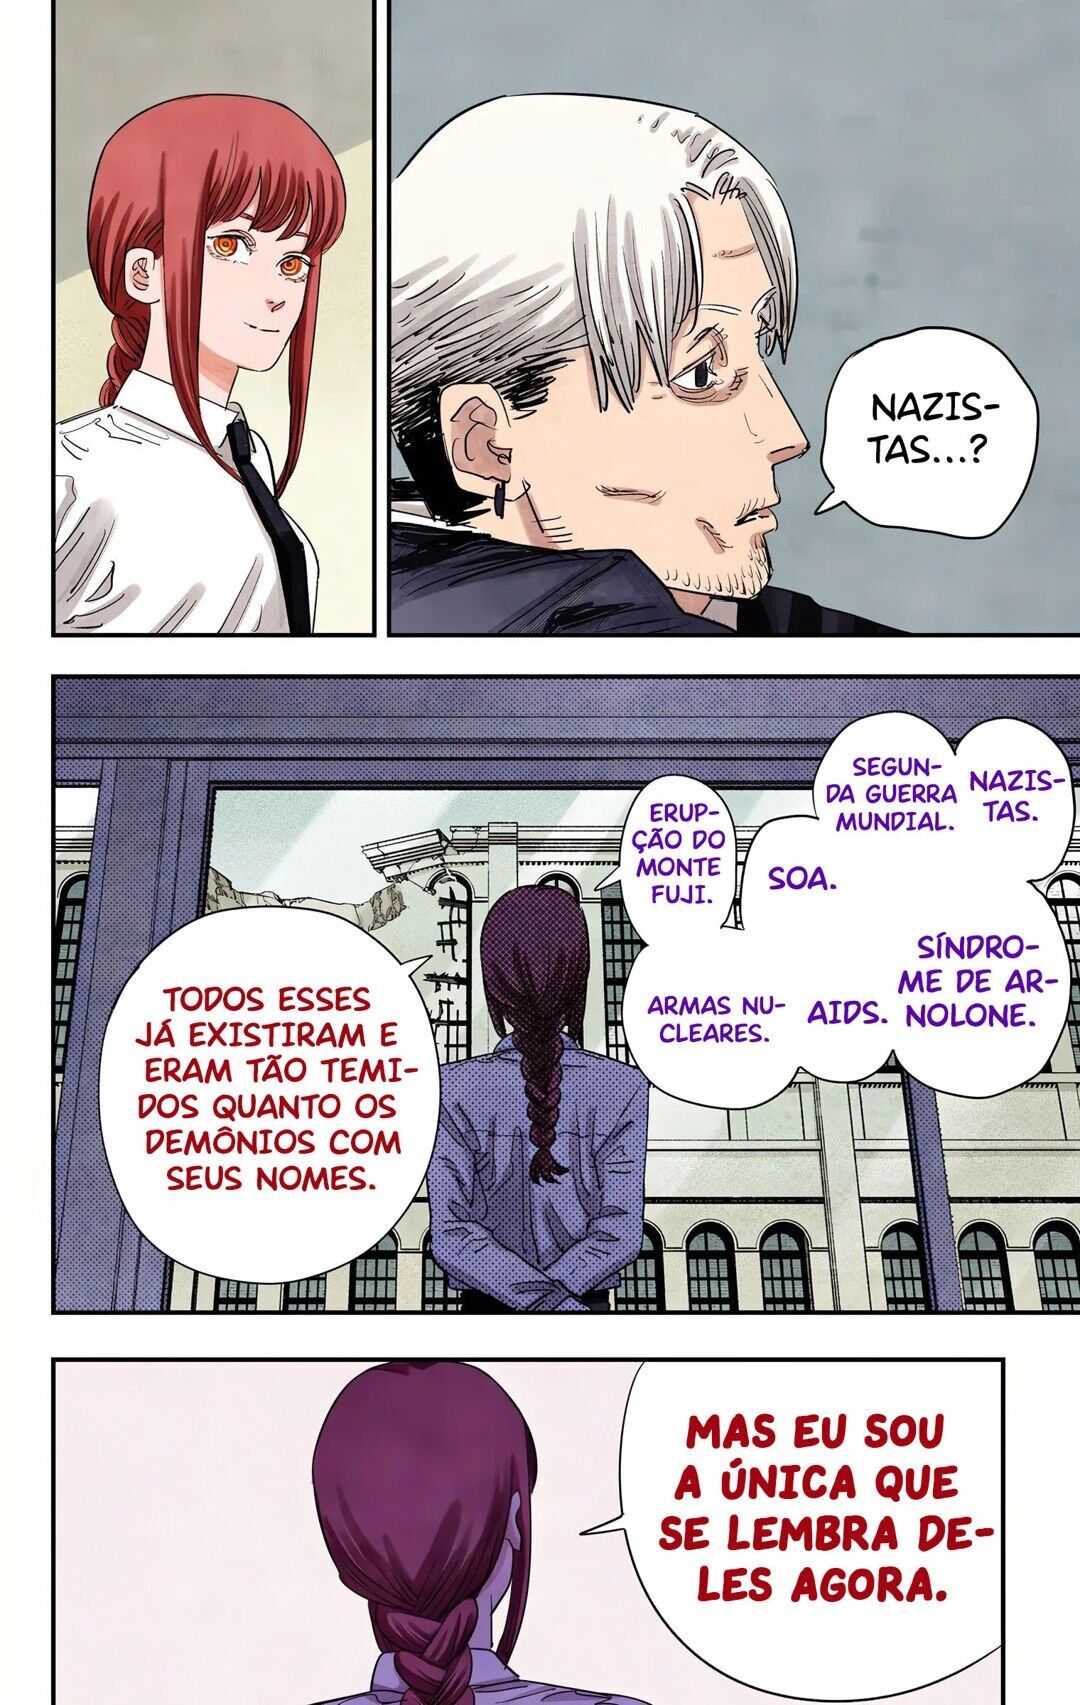 NAZIS-
TAS...?
NAZIS-
TAS.
SEGUN-
DA GUERRA
MUNDIAL.
SOA.
ERUP-
ÇÃO DO
MONTE
FUJI.
SÍNDRO-
ME DE AR-
NOLONE.
AIDS.
ARMAS NU-
CLEARES.
TODOS ESSES
JÁ EXISTIRAM E
ERAM TÃO TEMI-
DOS QUANTO OS
DEMÔNIOS COM
SEUS NOMES.
MAS EU SOU
A ÚNICA QUE
SE LEMBRA DE-
LES AGORA.